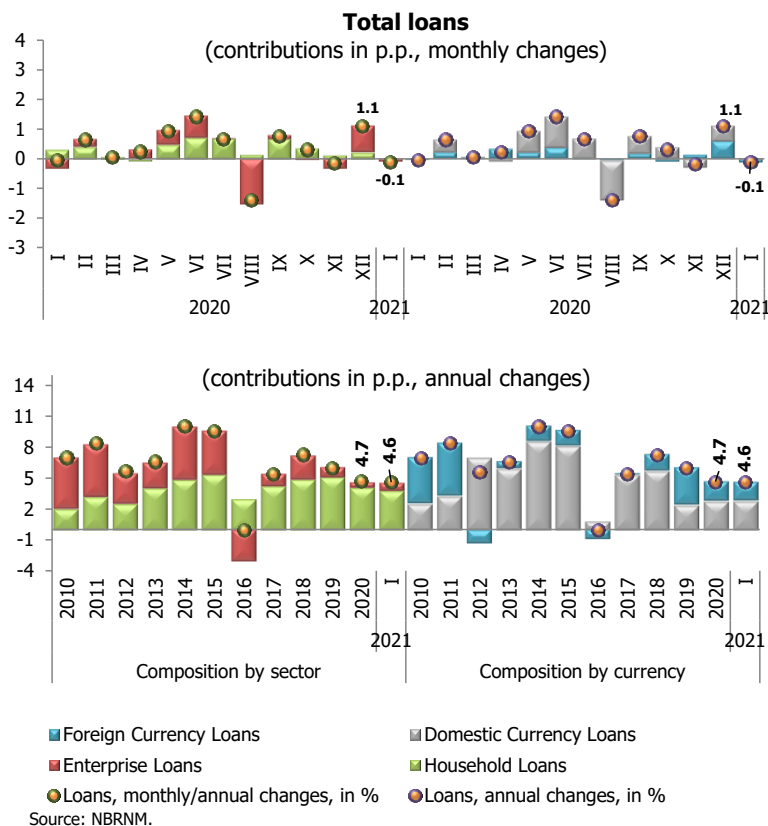 Total loans
(contributions in p.p., monthly changes)
4
3
2
1
0
-1
-2
-3
1.1
-0.1
1.1
-0.1
I II III IV V VI VII VIII IX X XI XII I I II III IV V VI VII VIII IX X XI XII I
2020 2021 2020 2021
(contributions in p.p., annual changes)
14
11
8
5
2
-1
-4
4.7
4.6
4.7
4.6
2010 2011 2012 2013 2014 2015 2016 2017 2018 2019 2020 I 2010 2011 2012 2013 2014 2015 2016 2017 2018 2019 2020 I
2021 2021
Composition by sector Composition by currency
Foreign Currency Loans Domestic Currency Loans
Enterprise Loans Household Loans
Loans, monthly/annual changes, in % Loans, annual changes, in %
Source: NBRNM.